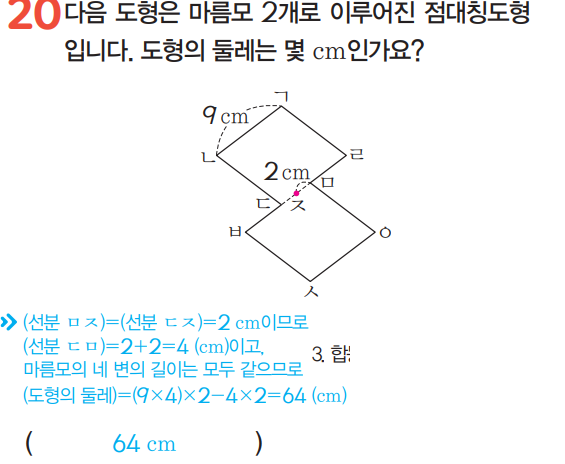 20 다음 도형은 마름모 2개로 이루어진 점대칭도형
입니다. 도형의 둘레는 몇 cm인가요?
ㄱ
9 cm
ㄴ
ㄹ
2 cm
ㅁ
ㄷ
ㅈ
ㅂ
ㅇ
ㅅ
(선분 ㅁㅈ)=(선분 ㄷㅈ)=2 cm이므로
(선분 ㄷㅁ)=2+2=4 (cm)이고,
3. 합
마름모의 네 변의 길이는 모두 같으므로
(도형의 둘레)=(9×4)×2-4×2=64 (cm)
( 64 cm )